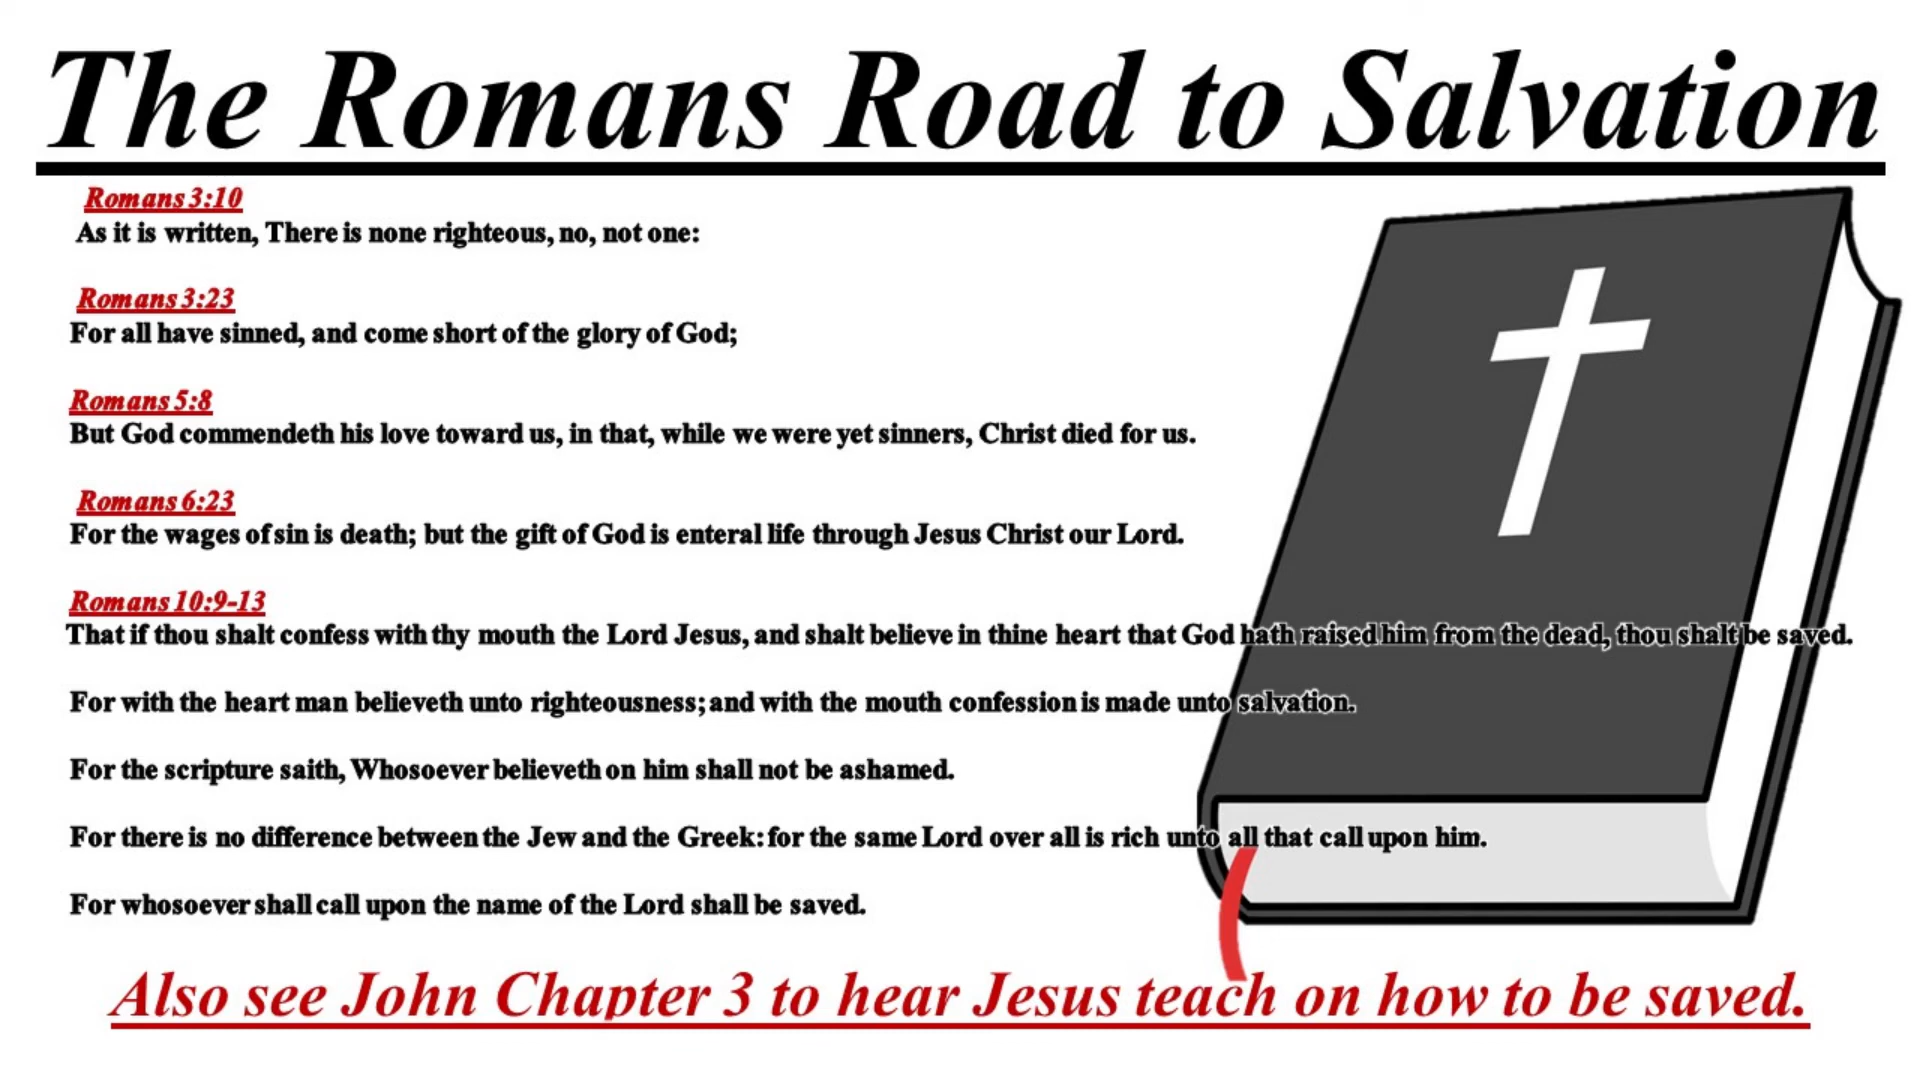 The Romans Road to Salvation
Romans 3:10
As it is written, There is none righteous, no, not one:
Romans 3:23
For all have sinned, and come short of the glory of God;
Romans 5:8
But God commendeth his love toward us, in that, while we were yet sinners, Christ died for us.
Romans 6:23
For the wages of sin is death; but the gift of God is enteral life through Jesus Christ our Lord.
Romans 10:9-13
That if thou shalt confess with thy mouth the Lord Jesus, and shalt believe in thine heart that God hath raised him from the dead, thou shalt be saved.
For with the heart man believeth unto righteousness; and with the mouth confession is made unto salvation.
For the scripture saith, Whosoever believeth on him shall not be ashamed.
For there is no difference between the Jew and the Greek: for the same Lord over all is rich unto all that call upon him.
For whosoever shall call upon the name of the Lord shall be saved.
Also see John Chapter 3 to hear Jesus teach on how to be saved.